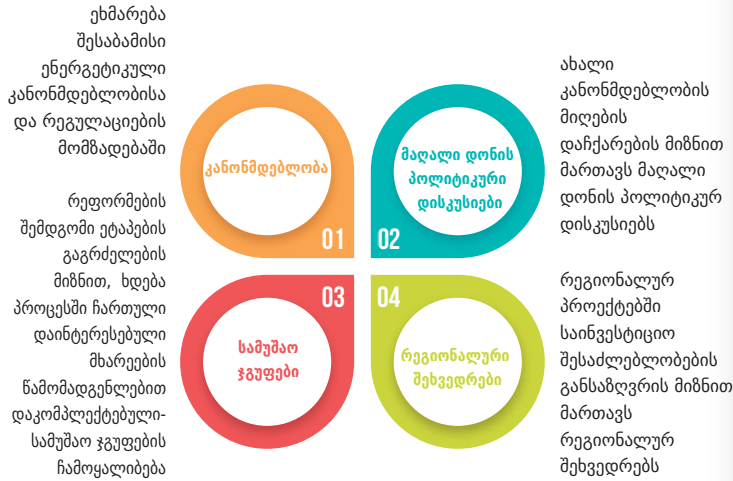 ეხმარება
შესაბამისი
ენერგეტიკული
კანონმდებლობისა
და რეგულაციების
მომზადებაში
კანონმდებლობა
01
მაღალი დონის
პოლიტიკური
დისკუსიები
02
ახალი
კანონმდებლობის
მიღების
დაჩქარების მიზნით
მართავს მაღალი
დონის პოლიტიკურ
დისკუსიებს
რეფორმების
შემდგომი ეტაპების
გაგრძელების
მიზნით, ხდება
პროცესში ჩართული
დაინტერესებული
მხარეების
წამომადგენლებით
დაკომპლექტებული-
სამუშაო ჯგუფების
ჩამოყალიბება
03
სამუშაო
ჯგუფები
04
რეგიონალური
შეხვედრები
რეგიონალურ
პროექტებში
საინვესტიციო
შესაძლებლობების
განსაზღვრის მიზნით
მართავს
რეგიონალურ
შეხვედრებს